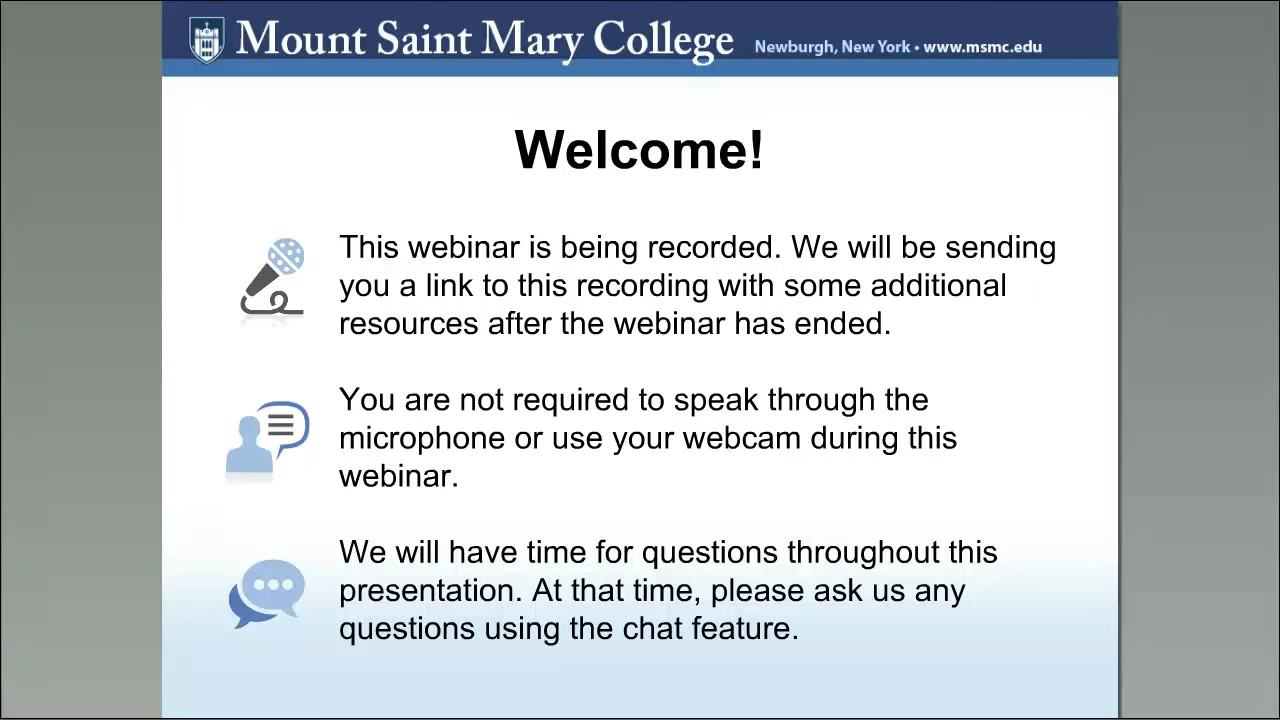 Mount Saint Mary College Newburgh, New York • www.msmc.edu
Welcome!
This webinar is being recorded. We will be sending
you a link to this recording with some additional
resources after the webinar has ended.
You are not required to speak through the
microphone or use your webcam during this
webinar.
We will have time for questions throughout this
presentation. At that time, please ask us any
questions using the chat feature.